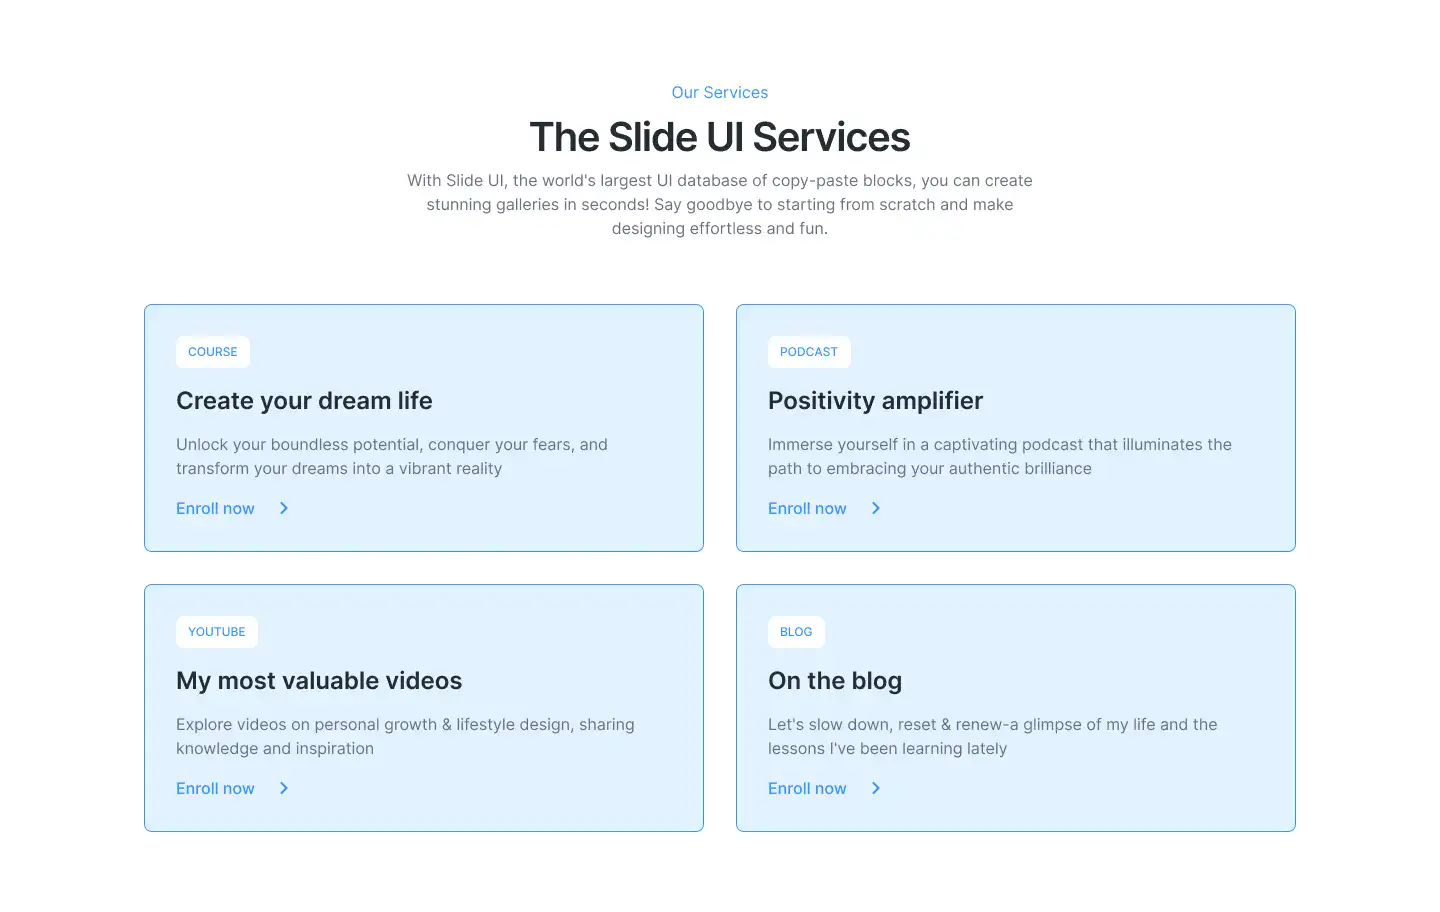 Our Services
The Slide UI Services
With Slide UI, the world's largest UI database of copy-paste blocks, you can create
stunning galleries in seconds! Say goodbye to starting from scratch and make
designing effortless and fun.
COURSE
Create your dream life
Unlock your boundless potential, conquer your fears, and
transform your dreams into a vibrant reality
Enroll now
PODCAST
Positivity amplifier
Immerse yourself in a captivating podcast that illuminates the
path to embracing your authentic brilliance
Enroll now
YOUTUBE
My most valuable videos
Explore videos on personal growth & lifestyle design, sharing
knowledge and inspiration
Enroll now
BLOG
On the blog
Let's slow down, reset & renew-a glimpse of my life and the
lessons I've been learning lately
Enroll now